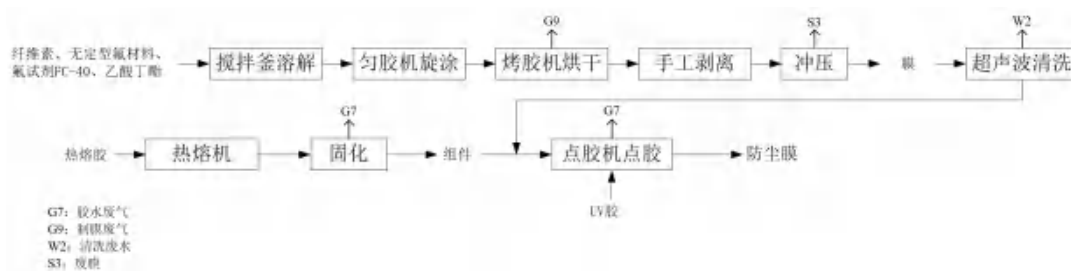 G9
S3
W2
纤维素、无定型氟材料、
氟试剂FC-40、乙酸丁酯
搅拌釜溶解
匀胶机旋涂
烤胶机烘干
手工剥离
冲压
膜
超声波清洗
G7
G7
热熔胶
热熔机
固化
组件
点胶机点胶
防尘膜
UV胶
G7：胶水废气
G9：制膜废气
W2：清洗废水
S3：废膜